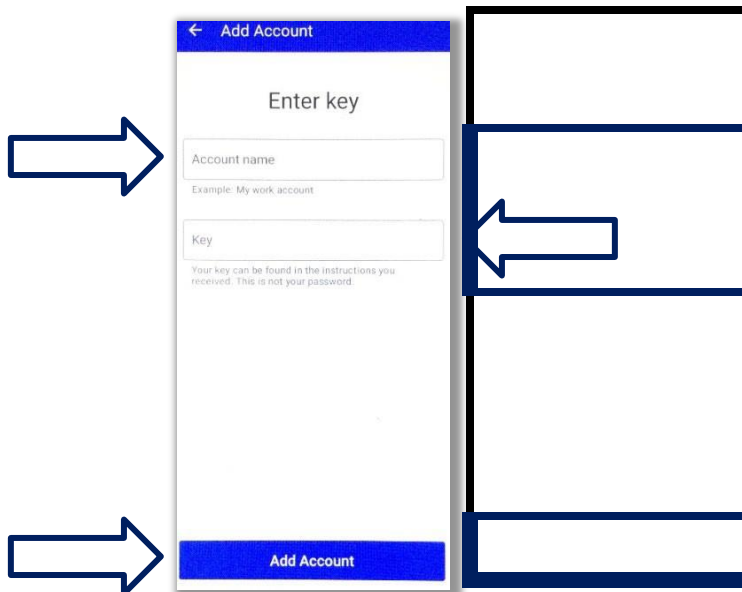 Add Account
Enter key
Account name
Example: My work account
Key
Your key can be found in the instructions you
received. This is not your password.
Add Account